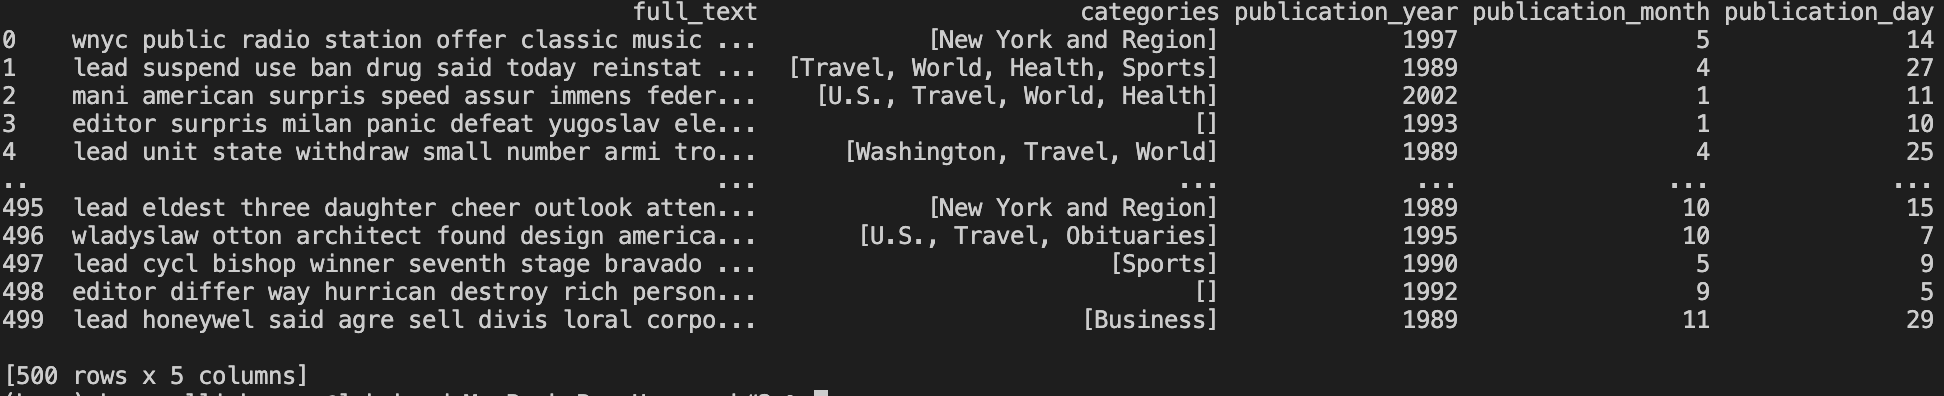 full_text categories publication_year publication_month publication_day
0 wnyc public radio station offer classic music ... [New York and Region] 1997 5 14
1 lead suspend use ban drug said today reinstat ... [Travel, World, Health, Sports] 1989 4 27
2 mani american surpris speed assur immens feder... [U.S., Travel, World, Health] 2002 1 11
3 editor surpris milan panic defeat yugoslav ele... [] 1993 1 10
4 lead unit state withdraw small number armi tro... [Washington, Travel, World] 1989 4 25
.. ... ... ... ... ...
495 lead eldest three daughter cheer outlook atten... [New York and Region] 1989 10 15
496 wladyslaw otton architect found design america... [U.S., Travel, Obituaries] 1995 10 7
497 lead cycl bishop winner seventh stage bravado ... [Sports] 1990 5 9
498 editor differ way hurrican destroy rich person... [] 1992 9 5
499 lead honeywel said agre sell divis loral corpo... [Business] 1989 11 29
[500 rows x 5 columns]